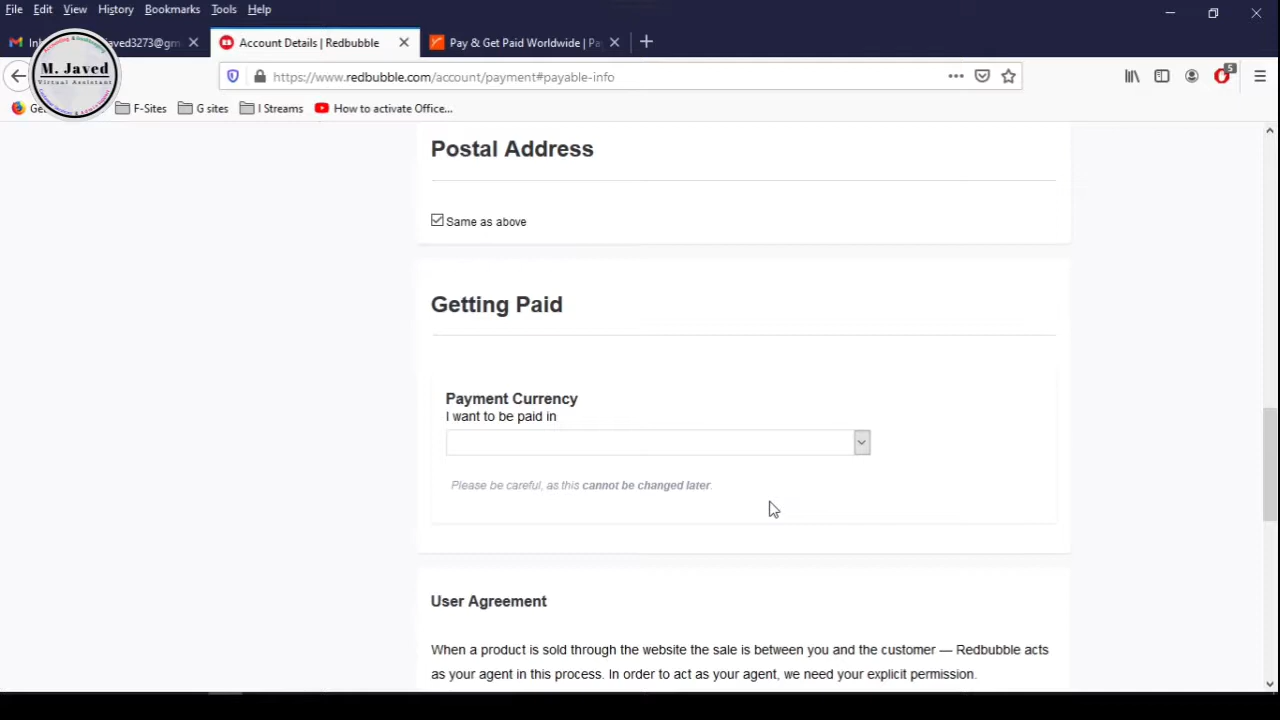 File Edit View History Bookmarks Tools Help
Account Details | Redbubble
Pay & Get Paid Worldwide |
M. Javed
Virtual Assistant
https://www.redbubble.com/account/payment#payable-info
5
F-Sites
G sites
I Streams
How to activate Office...
Postal Address
Same as above
Getting Paid
Payment Currency
I want to be paid in
Please be careful, as this cannot be changed later.
User Agreement
When a product is sold through the website the sale is between you and the customer — Redbubble acts
as your agent in this process. In order to act as your agent, we need your explicit permission.